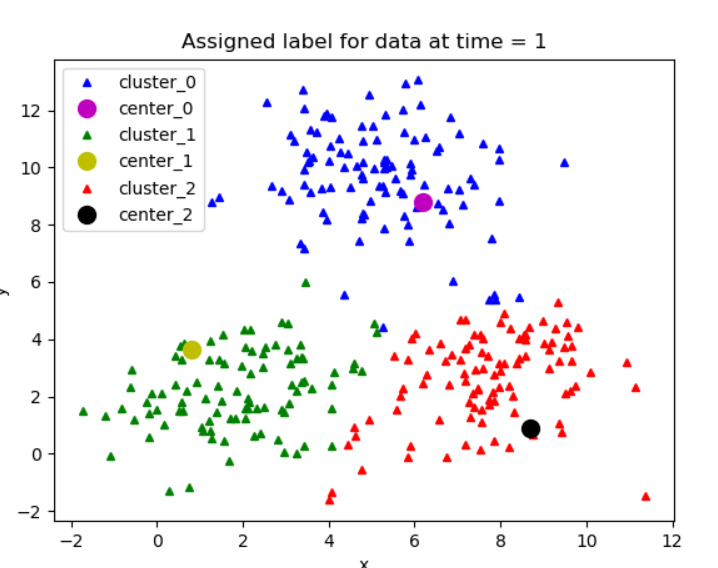 Assigned label for data at time = 1
cluster_0
center_0
cluster_1
center_1
cluster_2
center_2
12
10
8
6
4
2
0
−2
y
−2 0 2 4 6 8 10 12
x